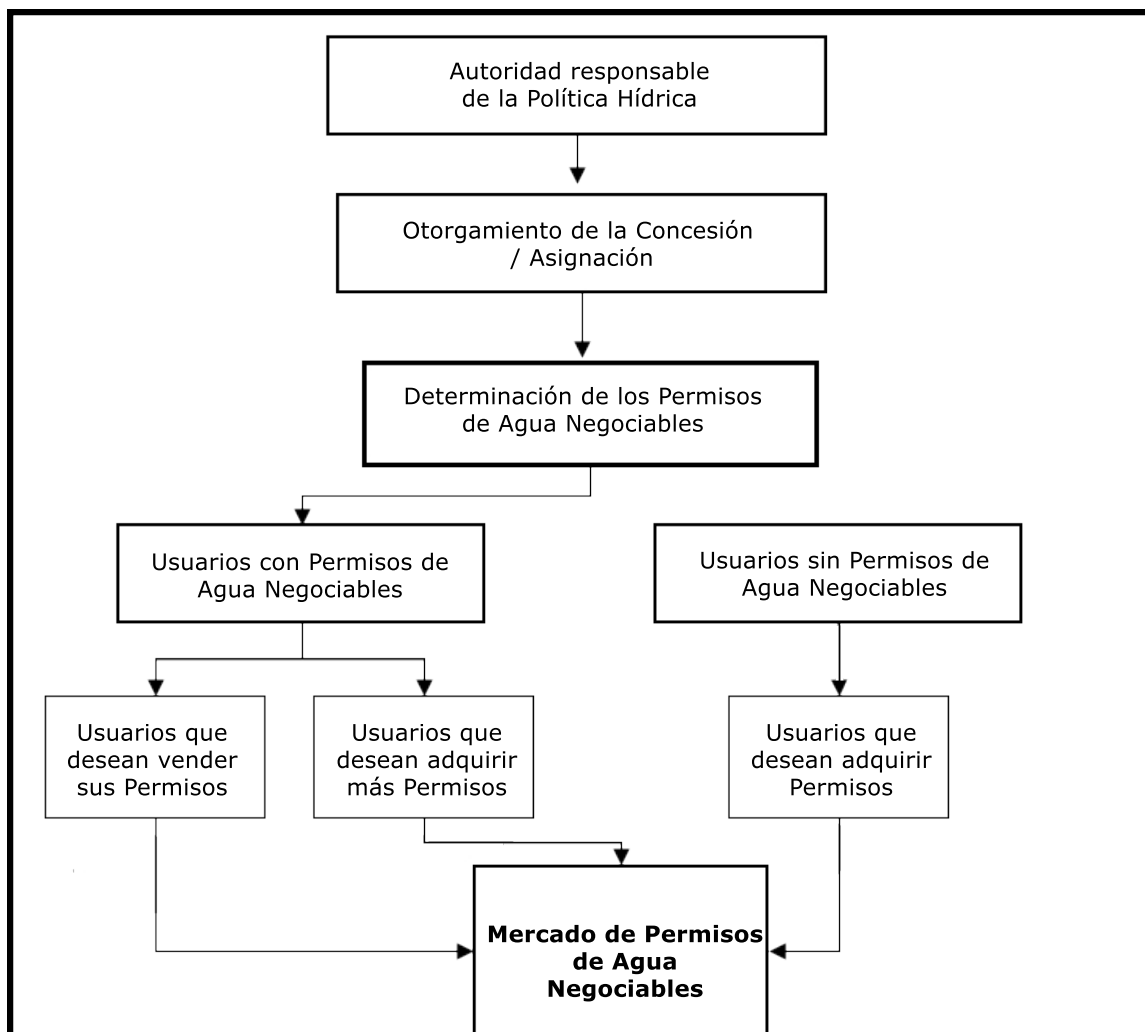 Autoridad responsable
de la Política Hídrica
Otorgamiento de la Concesión
/ Asignación
Determinación de los Permisos
de Agua Negociables
Usuarios con Permisos de
Agua Negociables
Usuarios sin Permisos de
Agua Negociables
Usuarios que
desean vender
sus Permisos
Usuarios que
desean adquirir
más Permisos
Usuarios que
desean adquirir
Permisos
Mercado de Permisos
de Agua
Negociables